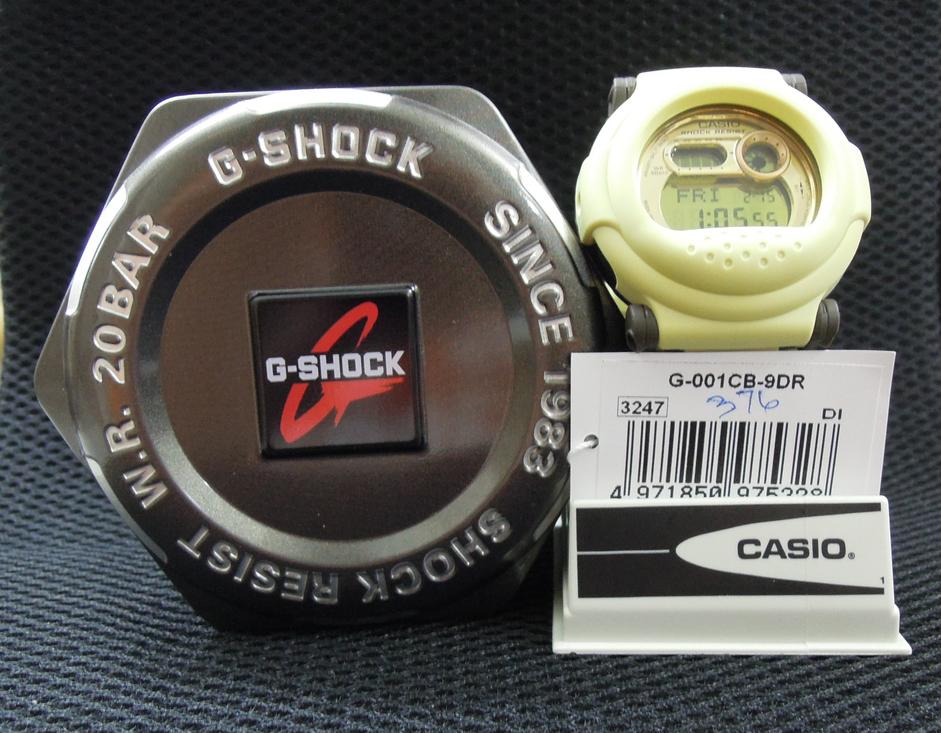 G-SHOCK
SINCE 1983
SHOCK RESIST
W.R. 20BAR
G-SHOCK
CASIO
SHOCK RESIST
FRI
1:05 55
G-001CB-9DR
3247
376
DI
4 971850 975328
CASIO®
1